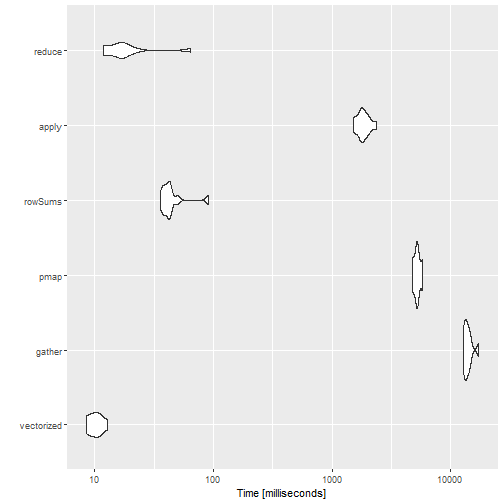 reduce
apply
rowSums
pmap
gather
vectorized
10 100 1000 10000
Time [milliseconds]